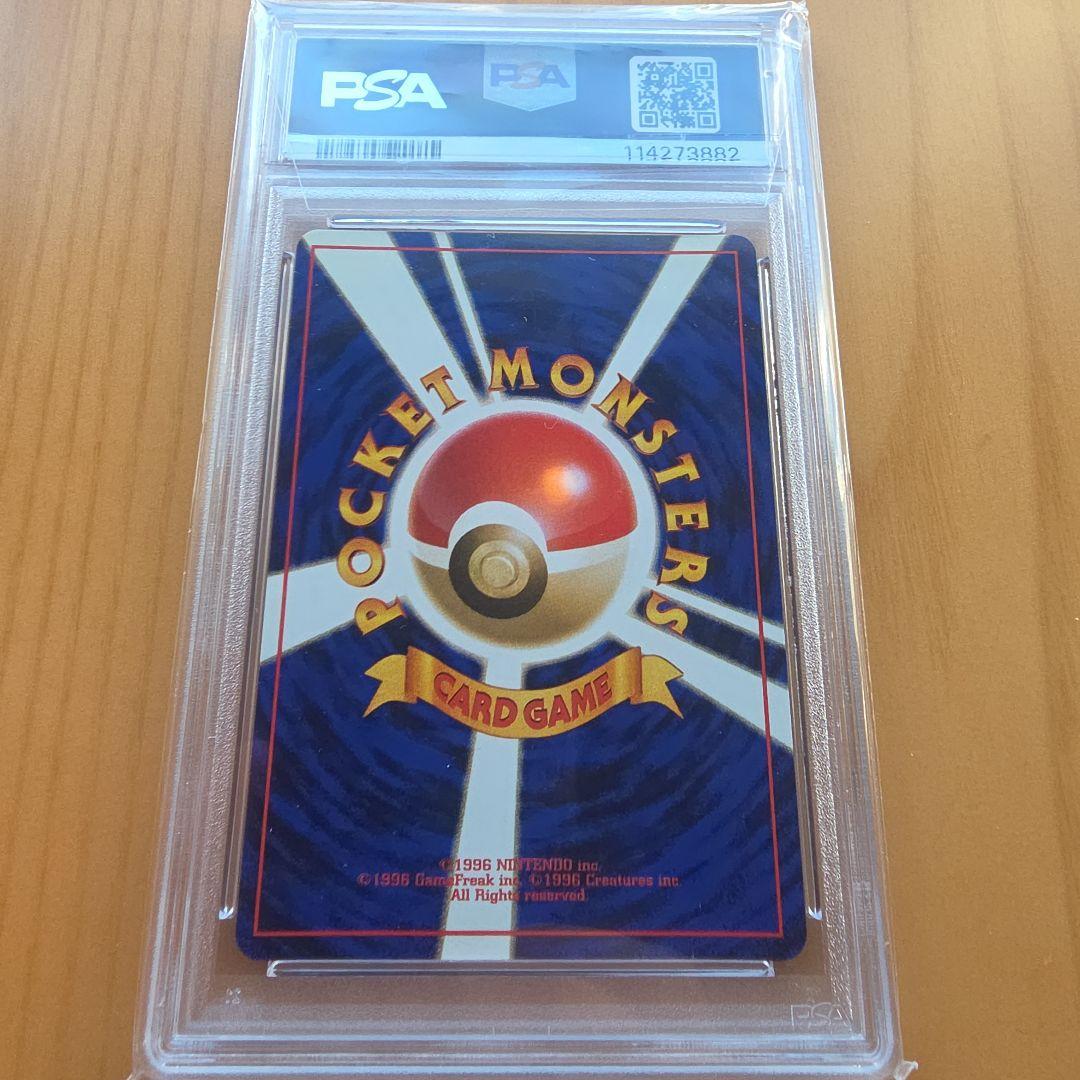 PSA
PSA
114273882
POCKET MONSTERS
CARD GAME
©1996 NINTENDO inc.
©1996 GameFreak inc. ©1996 Creatures inc.
All Rights reserved.
PSA